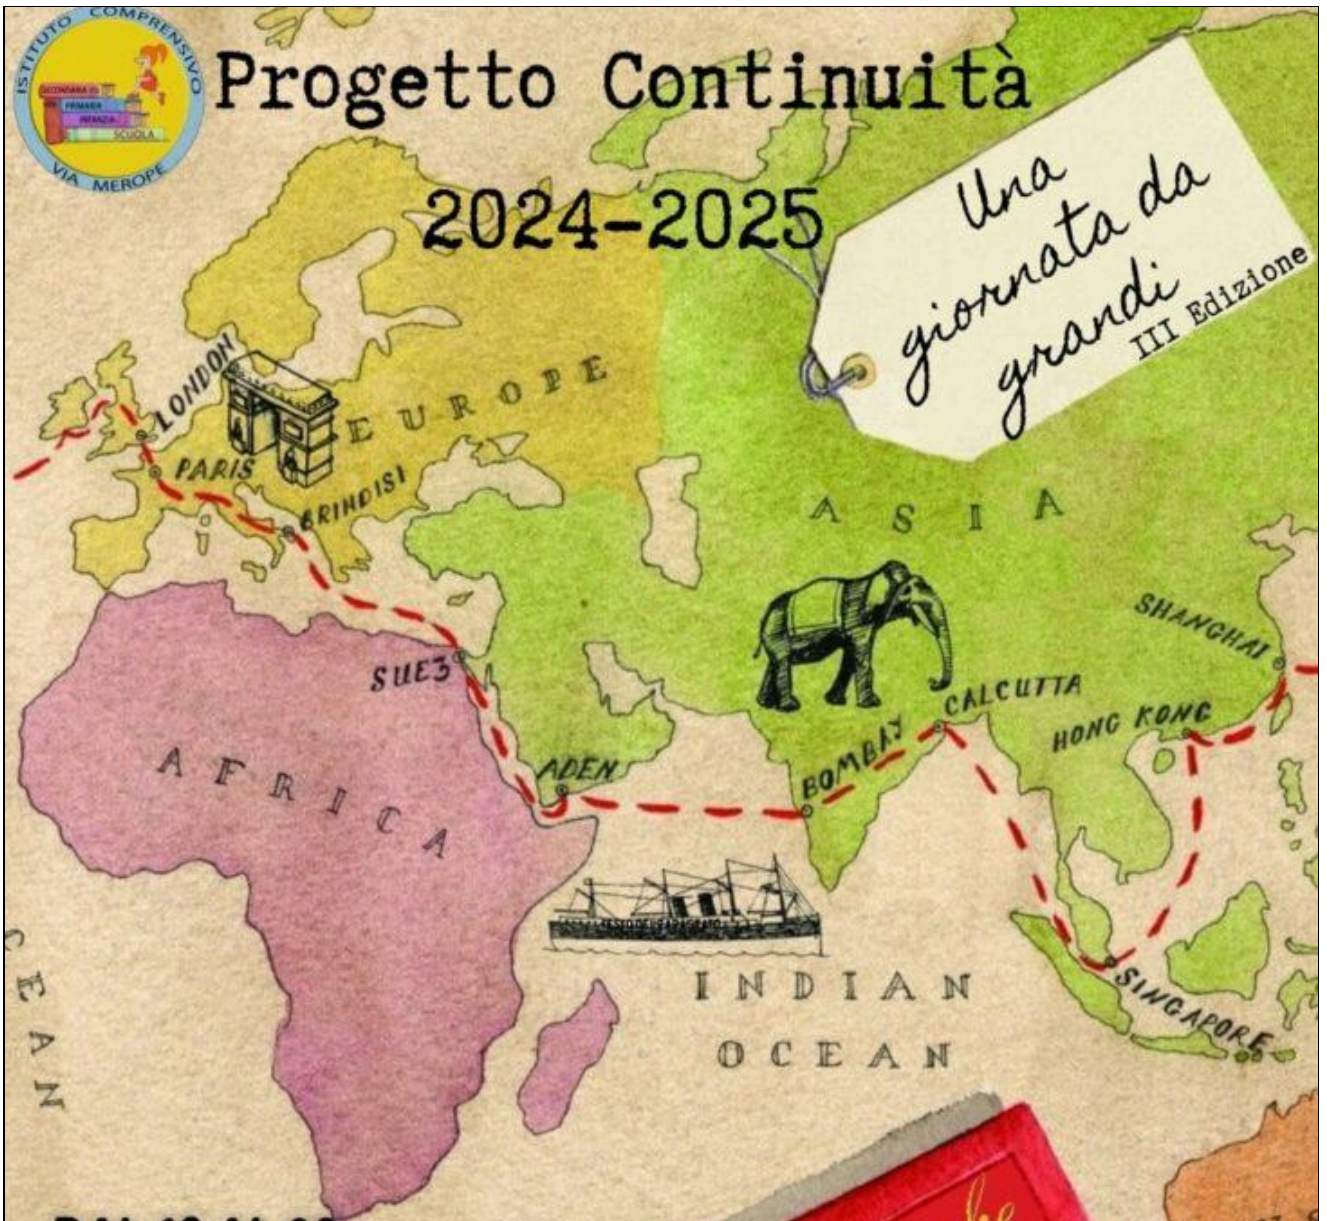 ISTITUTO COMPRENSIVO
VIA MEROPE
SECONDARIA
PRIMARIA
INFANZIA
SCUOLA
Progetto Continuità
2024-2025
Una
giornata da
grandi
III Edizione
LONDON
EUROPE
PARIS
BRINDISI
ASIA
SHANGHAI
SUEZ
CALCUTTA
HONG KONG
BOMBAY
ADEN
AFRICA
INDIAN
OCEAN
SINGAPORE
CEAN
he